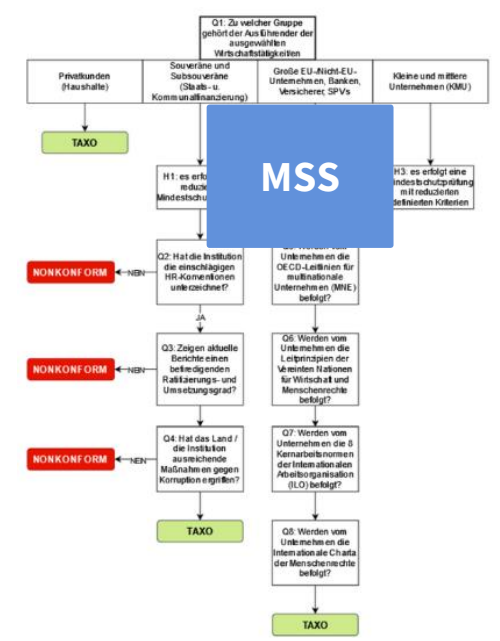 Q1: Zu welcher Gruppe
gehört der Ausführender der
ausgewählten
Wirtschaftstätigkeiten
Privatkunden
(Haushalte)
Souveräne und
Subsouveräne
(Staats- u.
Kommunalfinanzierung)
Große EU-/Nicht-EU-
Unternehmen, Banken,
Versicherer, SPVs
Kleine und mittlere
Unternehmen (KMU)
TAXO
MSS
H1: es
Mindestschutz
H3: es erfolgt eine
mit reduzierten
definierten Kriterien
Q2: Hat die Institution
die einschlägigen
HR-Konventionen
unterzeichnet?
NEIN
NONKONFORM
JA
Q3: Zeigen aktuelle
Berichte einen
befriedigenden
Ratifizierungs- und
Umsetzungsgrad?
NEIN
NONKONFORM
Q4: Hat das Land /
die Institution
ausreichende
Maßnahmen gegen
Korruption ergriffen?
NEIN
NONKONFORM
TAXO
Werden vom
Unternehmen die
OECD-Leitlinien für
multinationale
Unternehmen (MNE)
befolgt?
Q6: Werden vom
Unternehmen die
Leitprinzipien der
Vereinten Nationen
für Wirtschaft und
Menschenrechte
befolgt?
Q7: Werden vom
Unternehmen die 8
Kernarbeitsnormen
der Internationalen
Arbeitsorganisation
(ILO) befolgt?
Q8: Werden vom
Unternehmen die
Internationale Charta
der Menschenrechte
befolgt?
TAXO